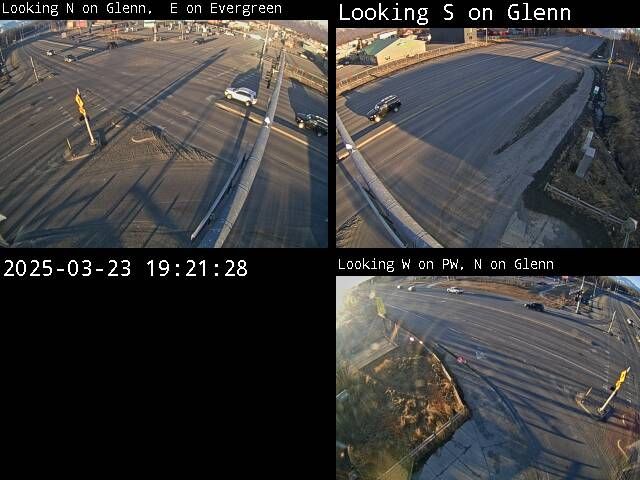 Looking N on Glenn,  E on Evergreen
Looking S on Glenn
2025-03-23 19:21:28
Looking W on PW, N on Glenn